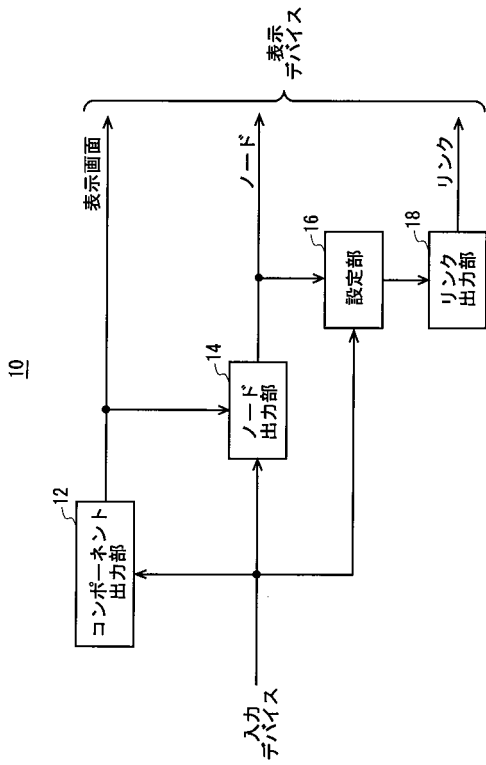 10
12
コンポーネント
出力部
表示画面
14
ノード
出力部
ノード
16
設定部
18
リンク
出力部
リンク
入力
デバイス
表示
デバイス